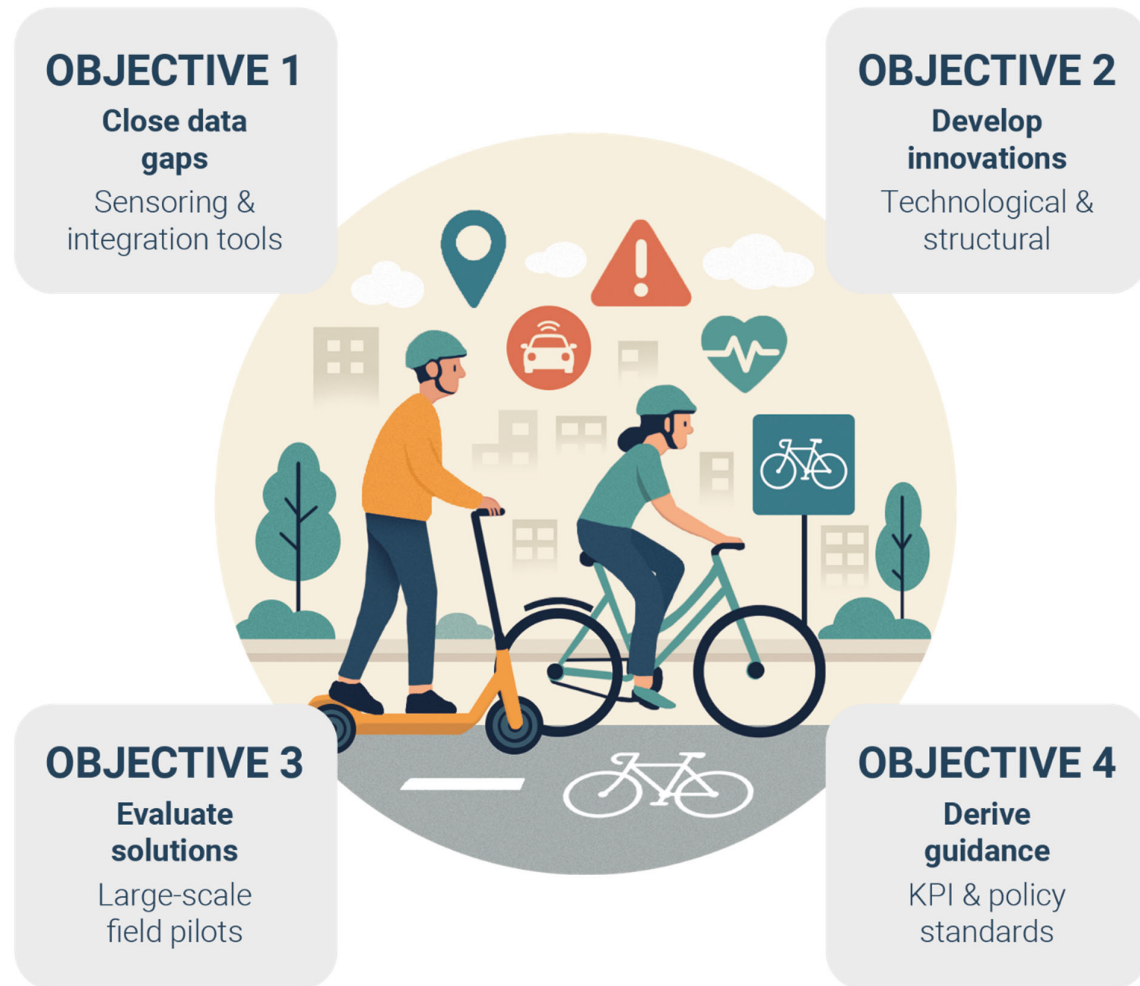 OBJECTIVE 1
Close data
gaps
Sensoring &
integration tools
OBJECTIVE 2
Develop
innovations
Technological &
structural
OBJECTIVE 3
Evaluate
solutions
Large-scale
field pilots
OBJECTIVE 4
Derive
guidance
KPI & policy
standards